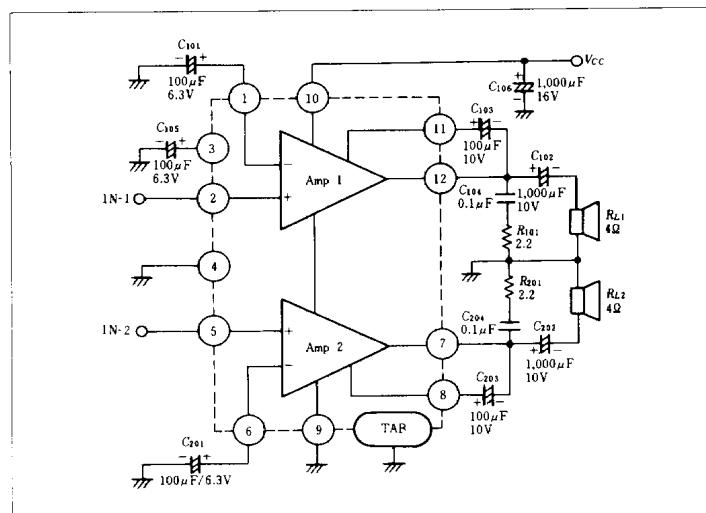 C101
− +
100μF
6.3V
VCC
C106
+
−
1,000μF
16V
1
10
C103
+ −
100μF
10V
11
C105
− +
100μF
6.3V
3
−
Amp 1
+
12
C102
+ −
1,000μF
10V
C104
0.1μF
IN-1
2
R101
2.2
RL1
4Ω
4
R201
2.2
RL2
4Ω
IN-2
5
+
Amp 2
−
C204
0.1μF
7
C202
+ −
1,000μF
10V
C203
+ −
100μF
10V
8
6
9
TAB
C201
− +
100μF/6.3V